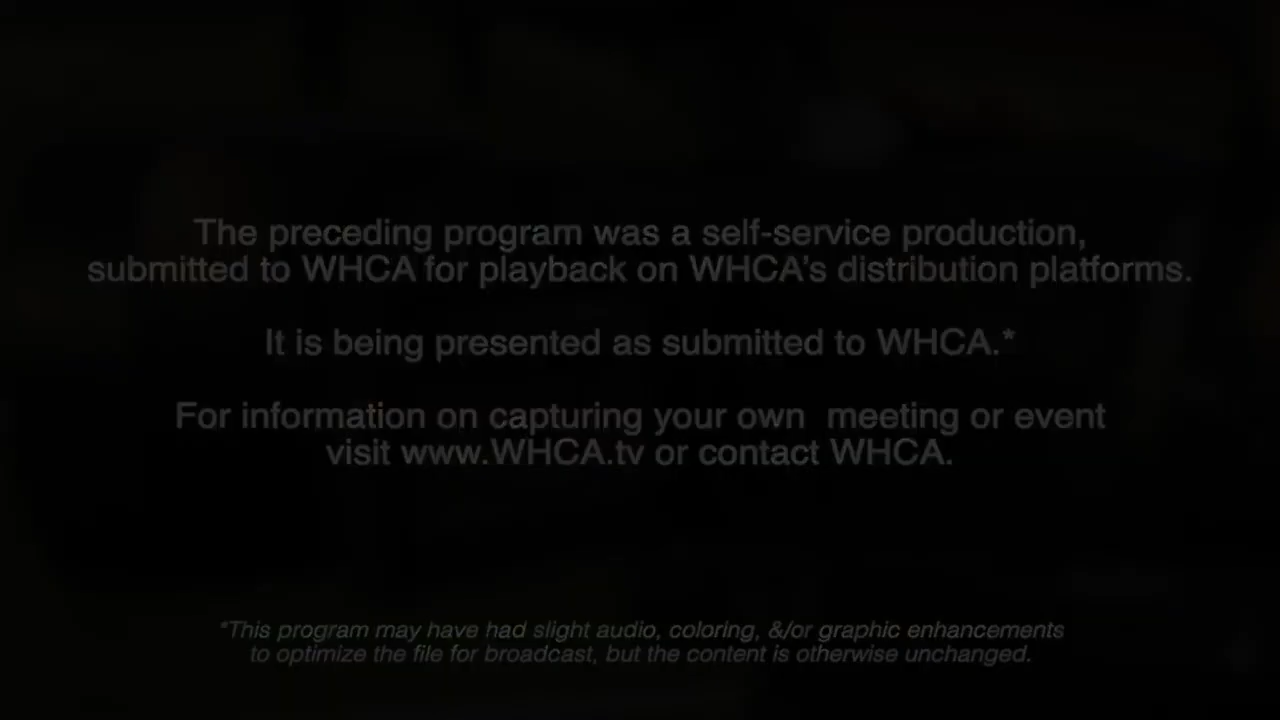 The preceding program was a self-service production,
submitted to WHCA for playback on WHCA's distribution platforms.
It is being presented as submitted to WHCA.*
For information on capturing your own  meeting or event
visit www.WHCA.tv or contact WHCA.
*This program may have had slight audio, coloring, &/or graphic enhancements
to optimize the file for broadcast, but the content is otherwise unchanged.